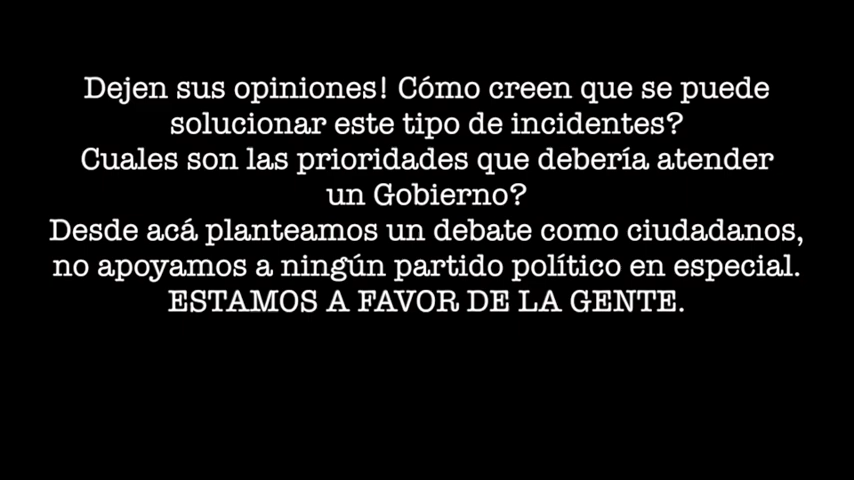 Dejen sus opiniones! Cómo creen que se puede
solucionar este tipo de incidentes?
Cuales son las prioridades que debería atender
un Gobierno?
Desde acá planteamos un debate como ciudadanos,
no apoyamos a ningún partido político en especial.
ESTAMOS A FAVOR DE LA GENTE.